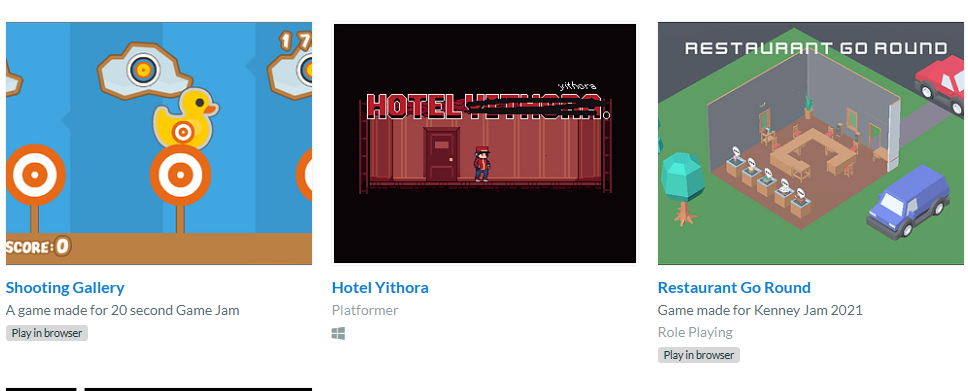 17
SCORE: 0
Shooting Gallery
A game made for 20 second Game Jam
Play in browser
yithora
HOTEL YITHORA
Hotel Yithora
Platformer
RESTAURANT GO ROUND
Restaurant Go Round
Game made for Kenney Jam 2021
Role Playing
Play in browser